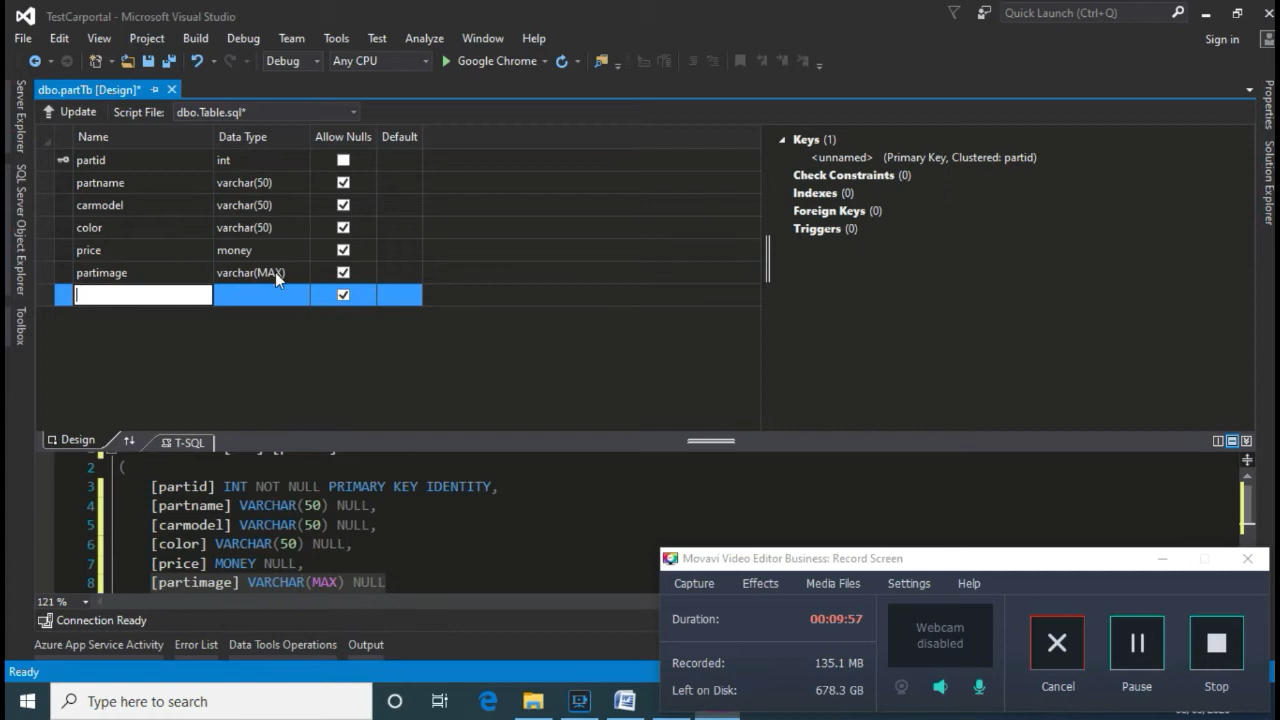 TestCarportal - Microsoft Visual Studio
Quick Launch (Ctrl+Q)
File Edit View Project Build Debug Team Tools Test Analyze Window Help
Sign in
Debug Any CPU Google Chrome
dbo.partTb [Design]*
Update Script File: dbo.Table.sql*
Server Explorer
SQL Server Object Explorer
Toolbox
Properties
Solution Explorer
Name Data Type Allow Nulls Default
partid int
partname varchar(50)
carmodel varchar(50)
color varchar(50)
price money
partimage varchar(MAX)
Keys (1)
<unnamed> (Primary Key, Clustered: partid)
Check Constraints (0)
Indexes (0)
Foreign Keys (0)
Triggers (0)
Design T-SQL
2 (
3 [partid] INT NOT NULL PRIMARY KEY IDENTITY,
4 [partname] VARCHAR(50) NULL,
5 [carmodel] VARCHAR(50) NULL,
6 [color] VARCHAR(50) NULL,
7 [price] MONEY NULL,
8 [partimage] VARCHAR(MAX) NULL
121 %
Connection Ready
Azure App Service Activity Error List Data Tools Operations Output
Ready
Movavi Video Editor Business: Record Screen
Capture Effects Media Files Settings Help
Duration: 00:09:57
Recorded: 135.1 MB
Left on Disk: 678.3 GB
Webcam
disabled
Cancel Pause Stop
Type here to search